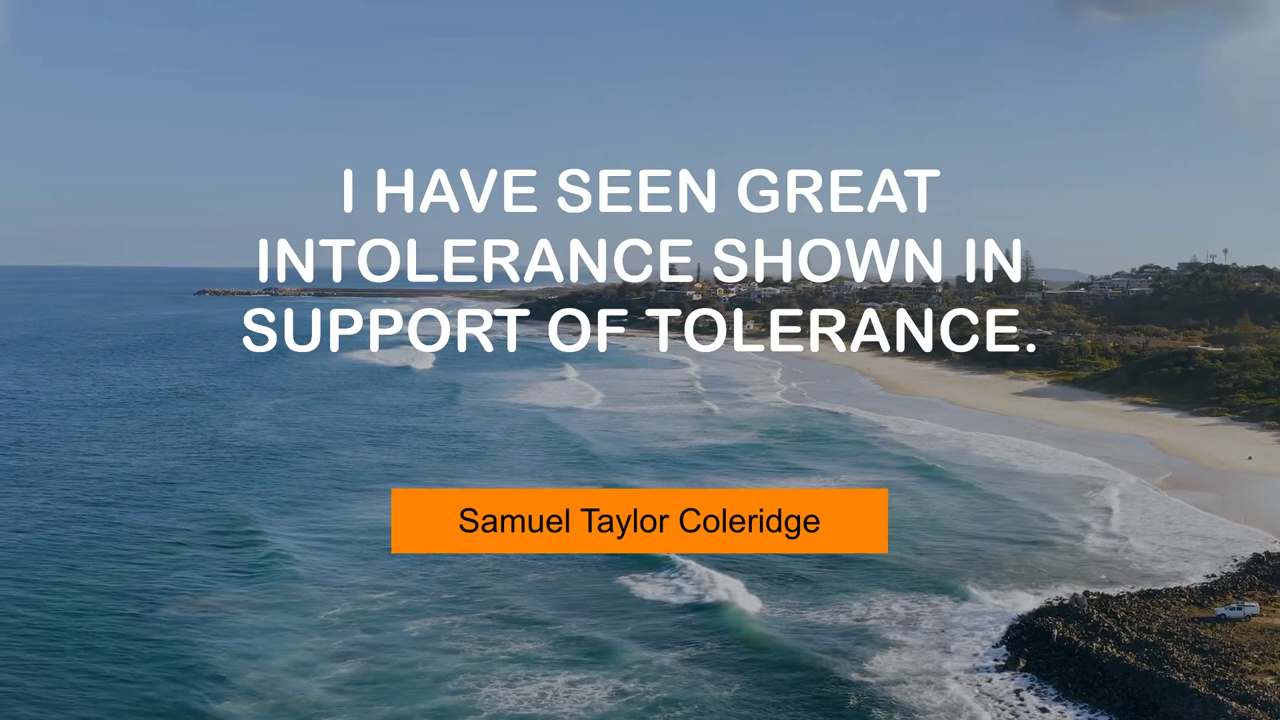 I HAVE SEEN GREAT
INTOLERANCE SHOWN IN
SUPPORT OF TOLERANCE.
Samuel Taylor Coleridge